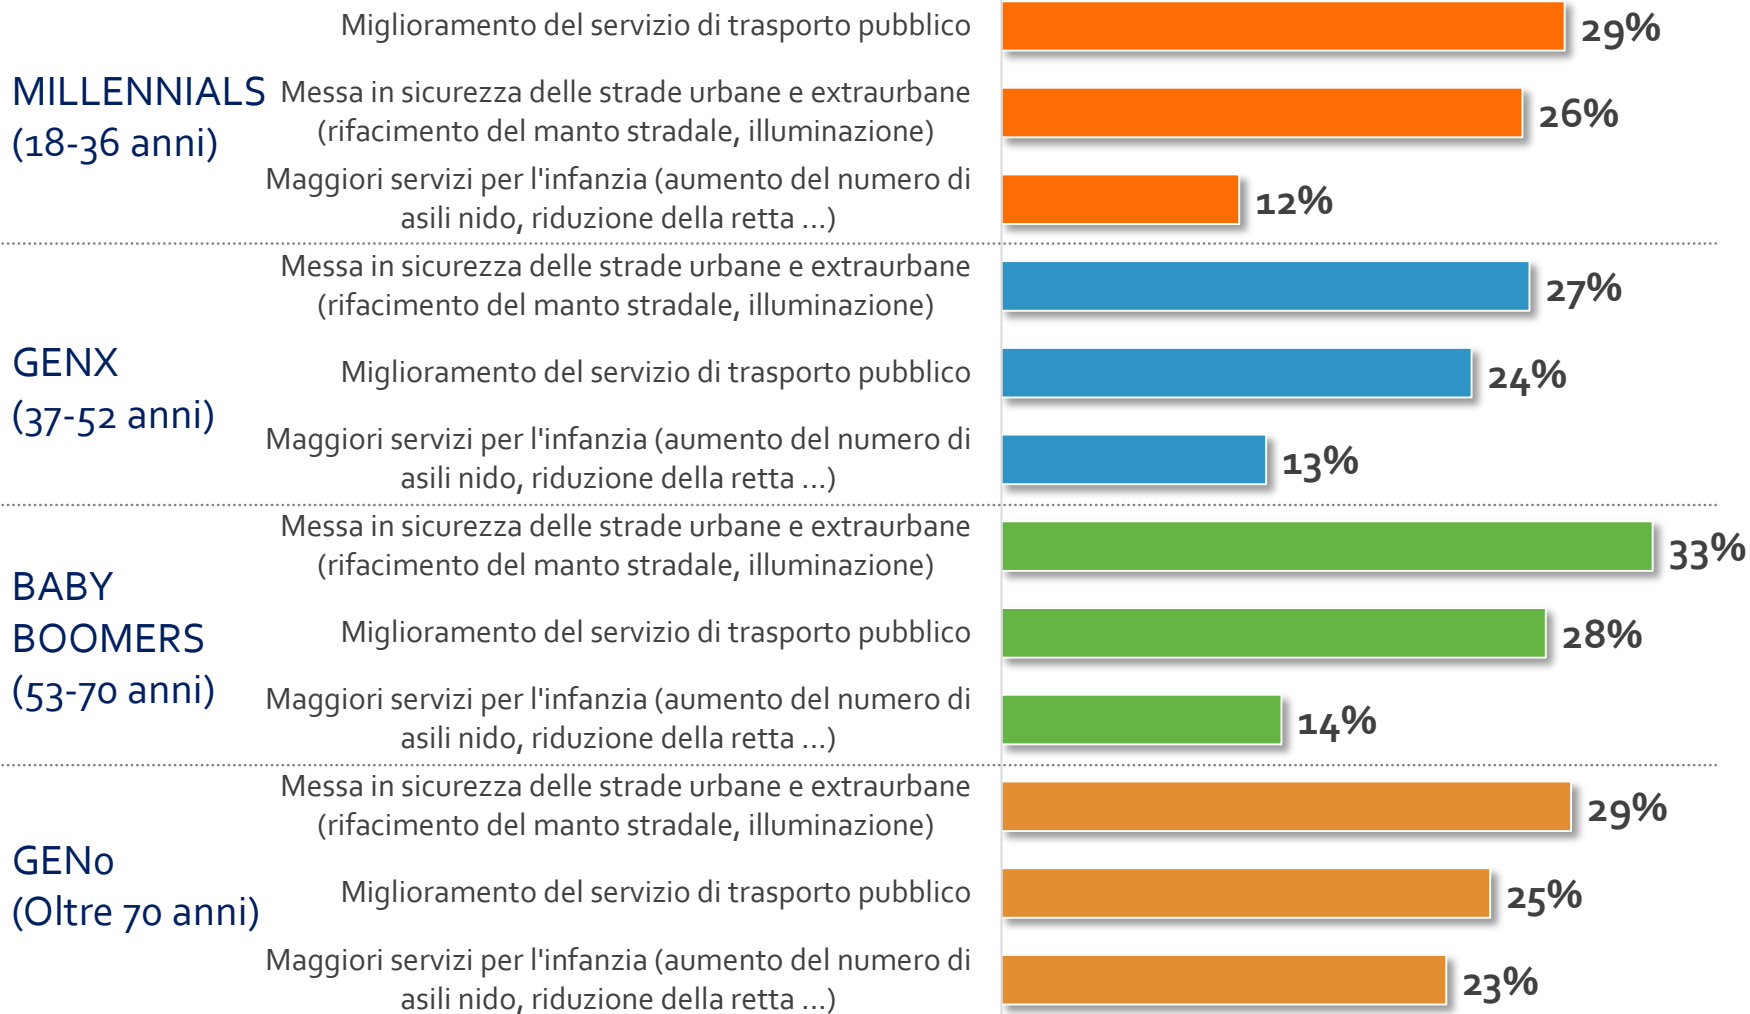 Miglioramento del servizio di trasporto pubblico
29%
MILLENNIALS
(18-36 anni)
Messa in sicurezza delle strade urbane e extraurbane
(rifacimento del manto stradale, illuminazione)
26%
Maggiori servizi per l'infanzia (aumento del numero di
asili nido, riduzione della retta ...)
12%
Messa in sicurezza delle strade urbane e extraurbane
(rifacimento del manto stradale, illuminazione)
27%
GENX
(37-52 anni)
Miglioramento del servizio di trasporto pubblico
24%
Maggiori servizi per l'infanzia (aumento del numero di
asili nido, riduzione della retta ...)
13%
Messa in sicurezza delle strade urbane e extraurbane
(rifacimento del manto stradale, illuminazione)
33%
BABY
BOOMERS
(53-70 anni)
Miglioramento del servizio di trasporto pubblico
28%
Maggiori servizi per l'infanzia (aumento del numero di
asili nido, riduzione della retta ...)
14%
Messa in sicurezza delle strade urbane e extraurbane
(rifacimento del manto stradale, illuminazione)
29%
GEN0
(Oltre 70 anni)
Miglioramento del servizio di trasporto pubblico
25%
Maggiori servizi per l'infanzia (aumento del numero di
asili nido, riduzione della retta ...)
23%